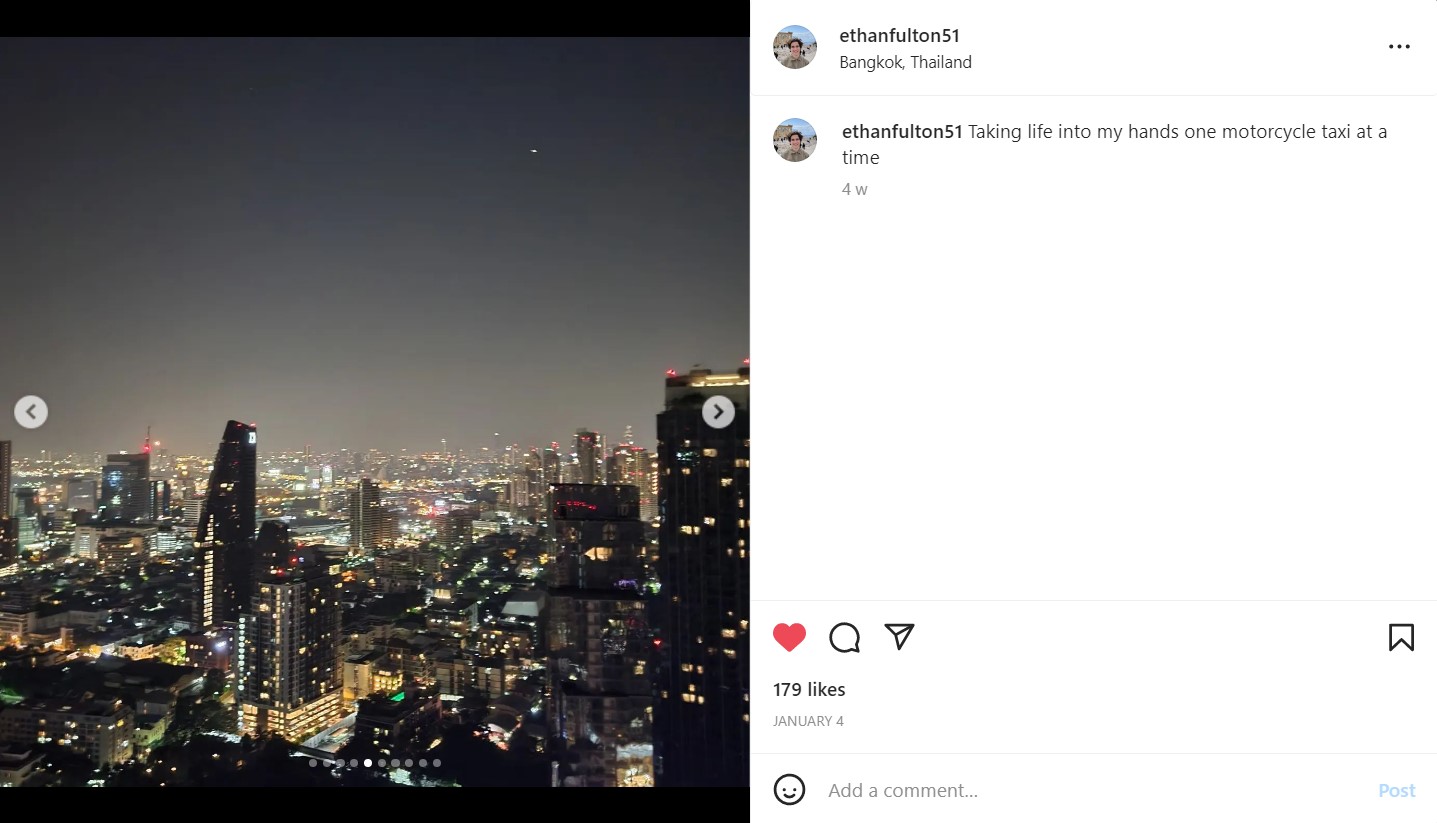 ethanfulton51
Bangkok, Thailand
ethanfulton51 Taking life into my hands one motorcycle taxi at a
time
4 w
179 likes
JANUARY 4
Add a comment...
Post